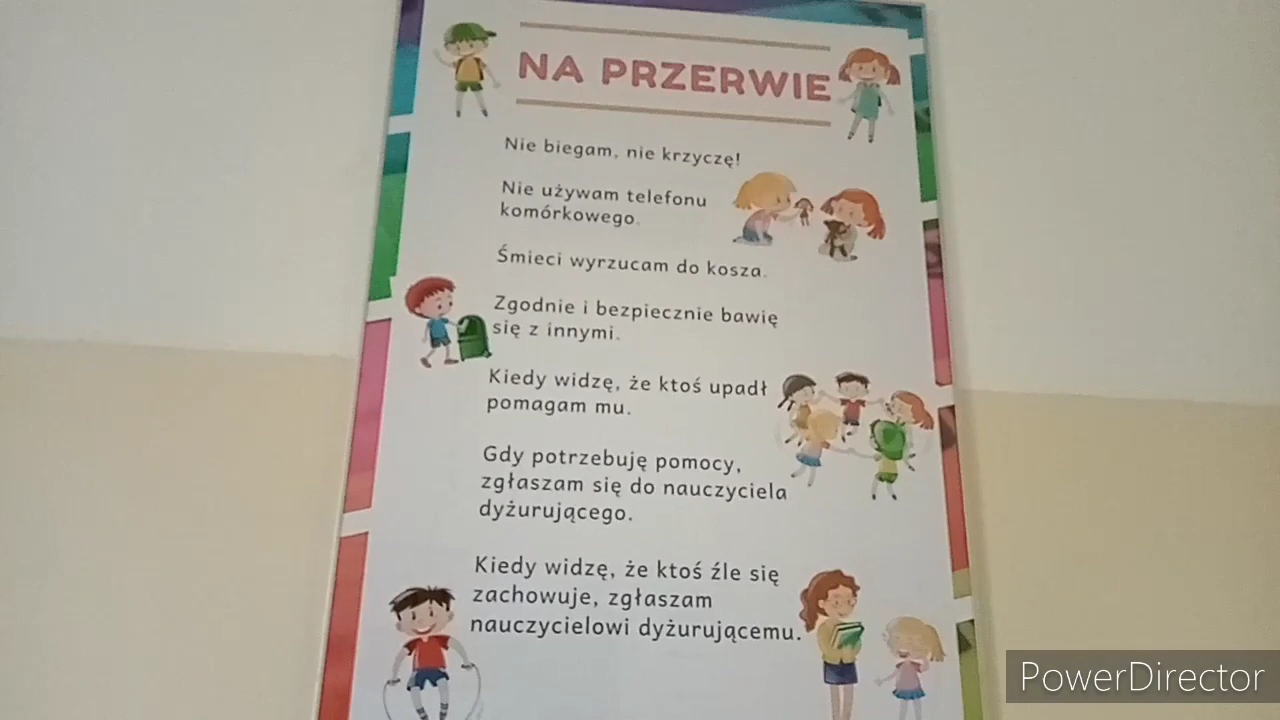 NA PRZERWIE
Nie biegam, nie krzyczę!
Nie używam telefonu
komórkowego.
Śmieci wyrzucam do kosza.
Zgodnie i bezpiecznie bawię
się z innymi.
Kiedy widzę, że ktoś upadł
pomagam mu.
Gdy potrzebuję pomocy,
zgłaszam się do nauczyciela
dyżurującego.
Kiedy widzę, że ktoś źle się
zachowuje, zgłaszam
nauczycielowi dyżurującemu.
PowerDirector